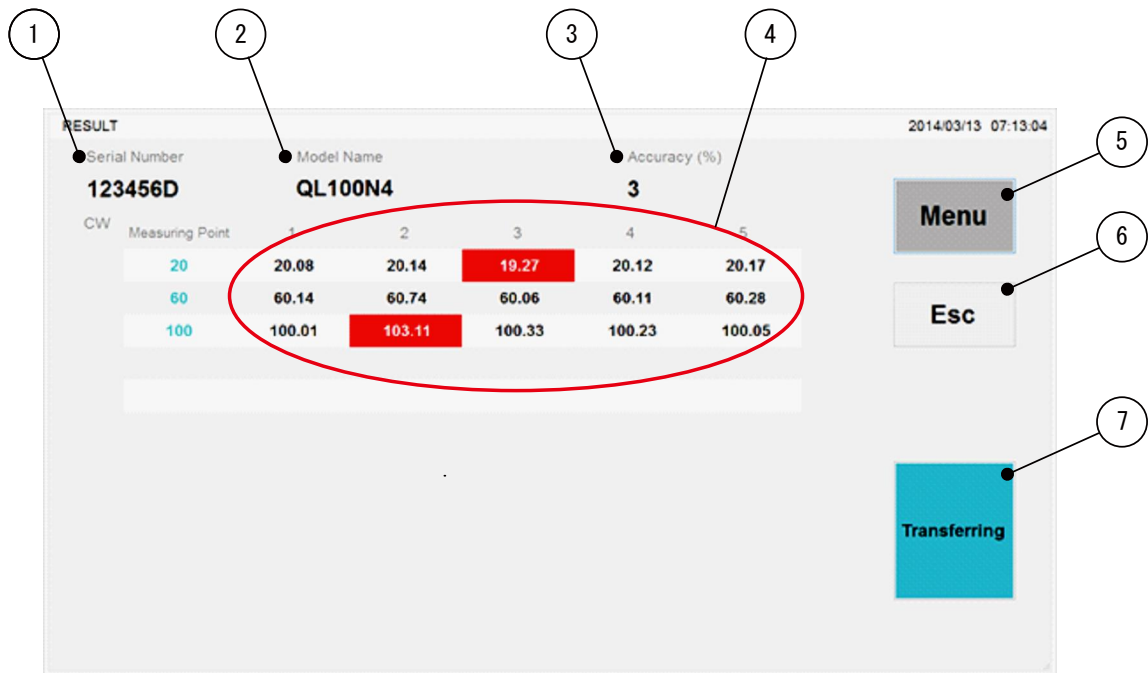 1 2 3 4
RESULT 2014/03/13 07:13:04
5
Serial Number Model Name Accuracy (%)
123456D QL100N4 3
Menu
CW Measuring Point 1 2 3 4 5
6
20 20.08 20.14 19.27 20.12 20.17
60 60.14 60.74 60.06 60.11 60.28
Esc
100 100.01 103.11 100.33 100.23 100.05
7
Transferring